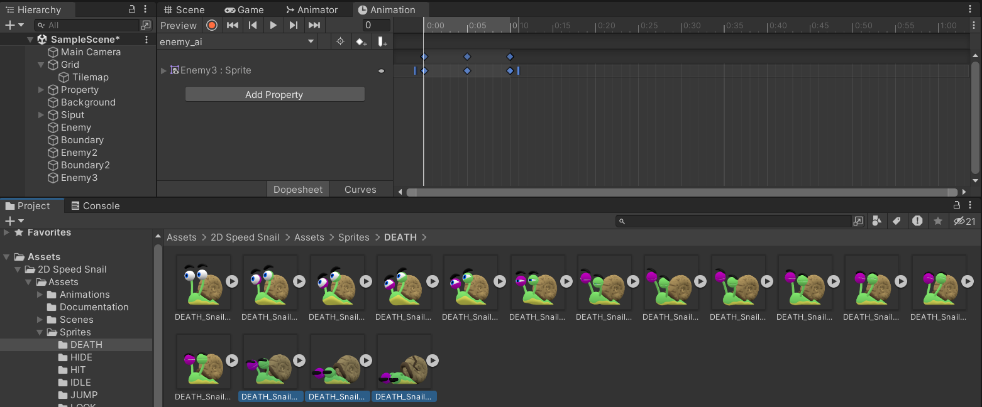 Hierarchy
All
SampleScene*
Main Camera
Grid
Tilemap
Property
Background
Siput
Enemy
Boundary
Enemy2
Boundary2
Enemy3
Scene Game Animator Animation
Preview 0
enemy_ai
Enemy3 : Sprite
Add Property
Dopesheet Curves
0:00 0:05 0:10 0:15 0:20 0:25 0:30 0:35 0:40 0:45 0:50 0:55 1:00
Project Console
21
Favorites
Assets
2D Speed Snail
Assets
Animations
Documentation
Scenes
Sprites
DEATH
HIDE
HIT
IDLE
JUMP
LOOK
Assets > 2D Speed Snail > Assets > Sprites > DEATH >
DEATH_Snail... DEATH_Snail... DEATH_Snail... DEATH_Snail... DEATH_Snail... DEATH_Snail... DEATH_Snail... DEATH_Snail... DEATH_Snail... DEATH_Snail... DEATH_Snail... DEATH_Snail...
DEATH_Snail... DEATH_Snail... DEATH_Snail... DEATH_Snail...